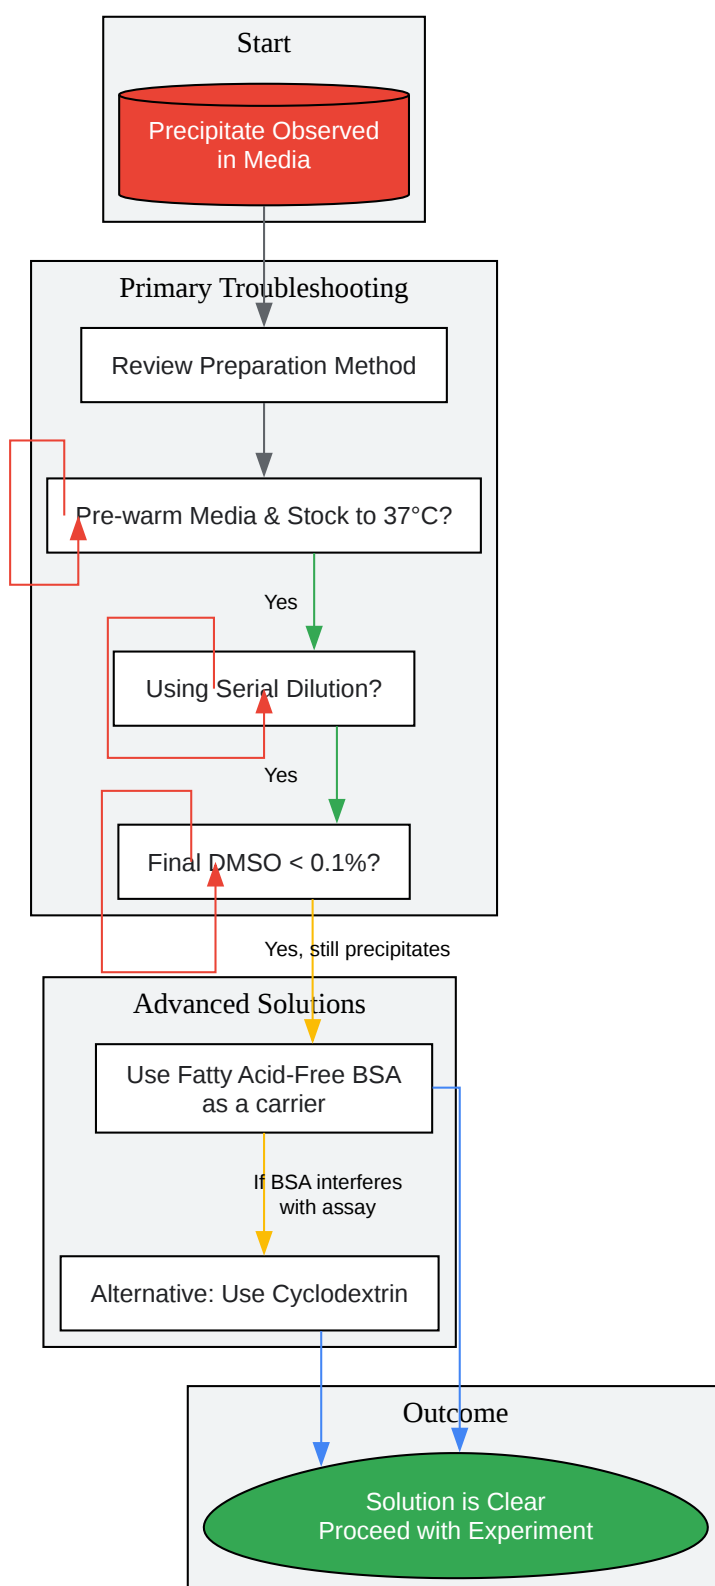 Start
Precipitate Observed
in Media
Primary Troubleshooting
Review Preparation Method
Pre-warm Media & Stock to 37°C?
Yes
Using Serial Dilution?
Yes
Final DMSO < 0.1%?
Yes, still precipitates
Advanced Solutions
Use Fatty Acid-Free BSA
as a carrier
If BSA interferes
with assay
Alternative: Use Cyclodextrin
Outcome
Solution is Clear
Proceed with Experiment